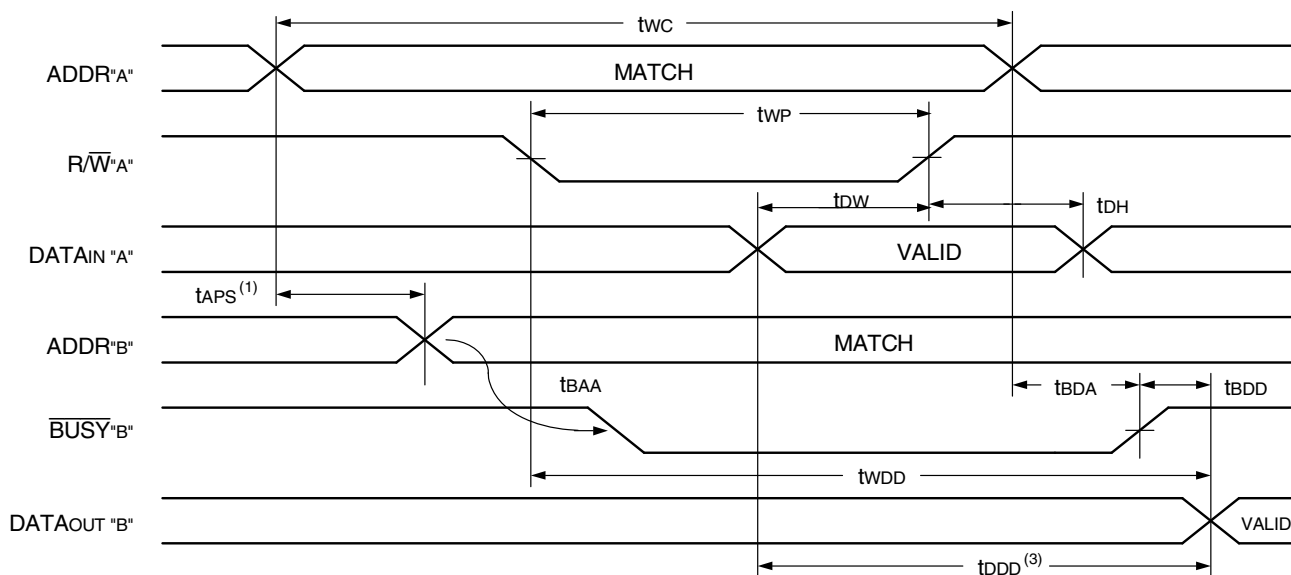 tWC
ADDR"A"
MATCH
tWP
R/W̅"A"
tDW
tDH
DATAIN "A"
VALID
tAPS (1)
ADDR"B"
MATCH
tBAA
tBDA
tBDD
B̅U̅S̅Y̅"B"
tWDD
DATAOUT "B"
VALID
tDDD (3)